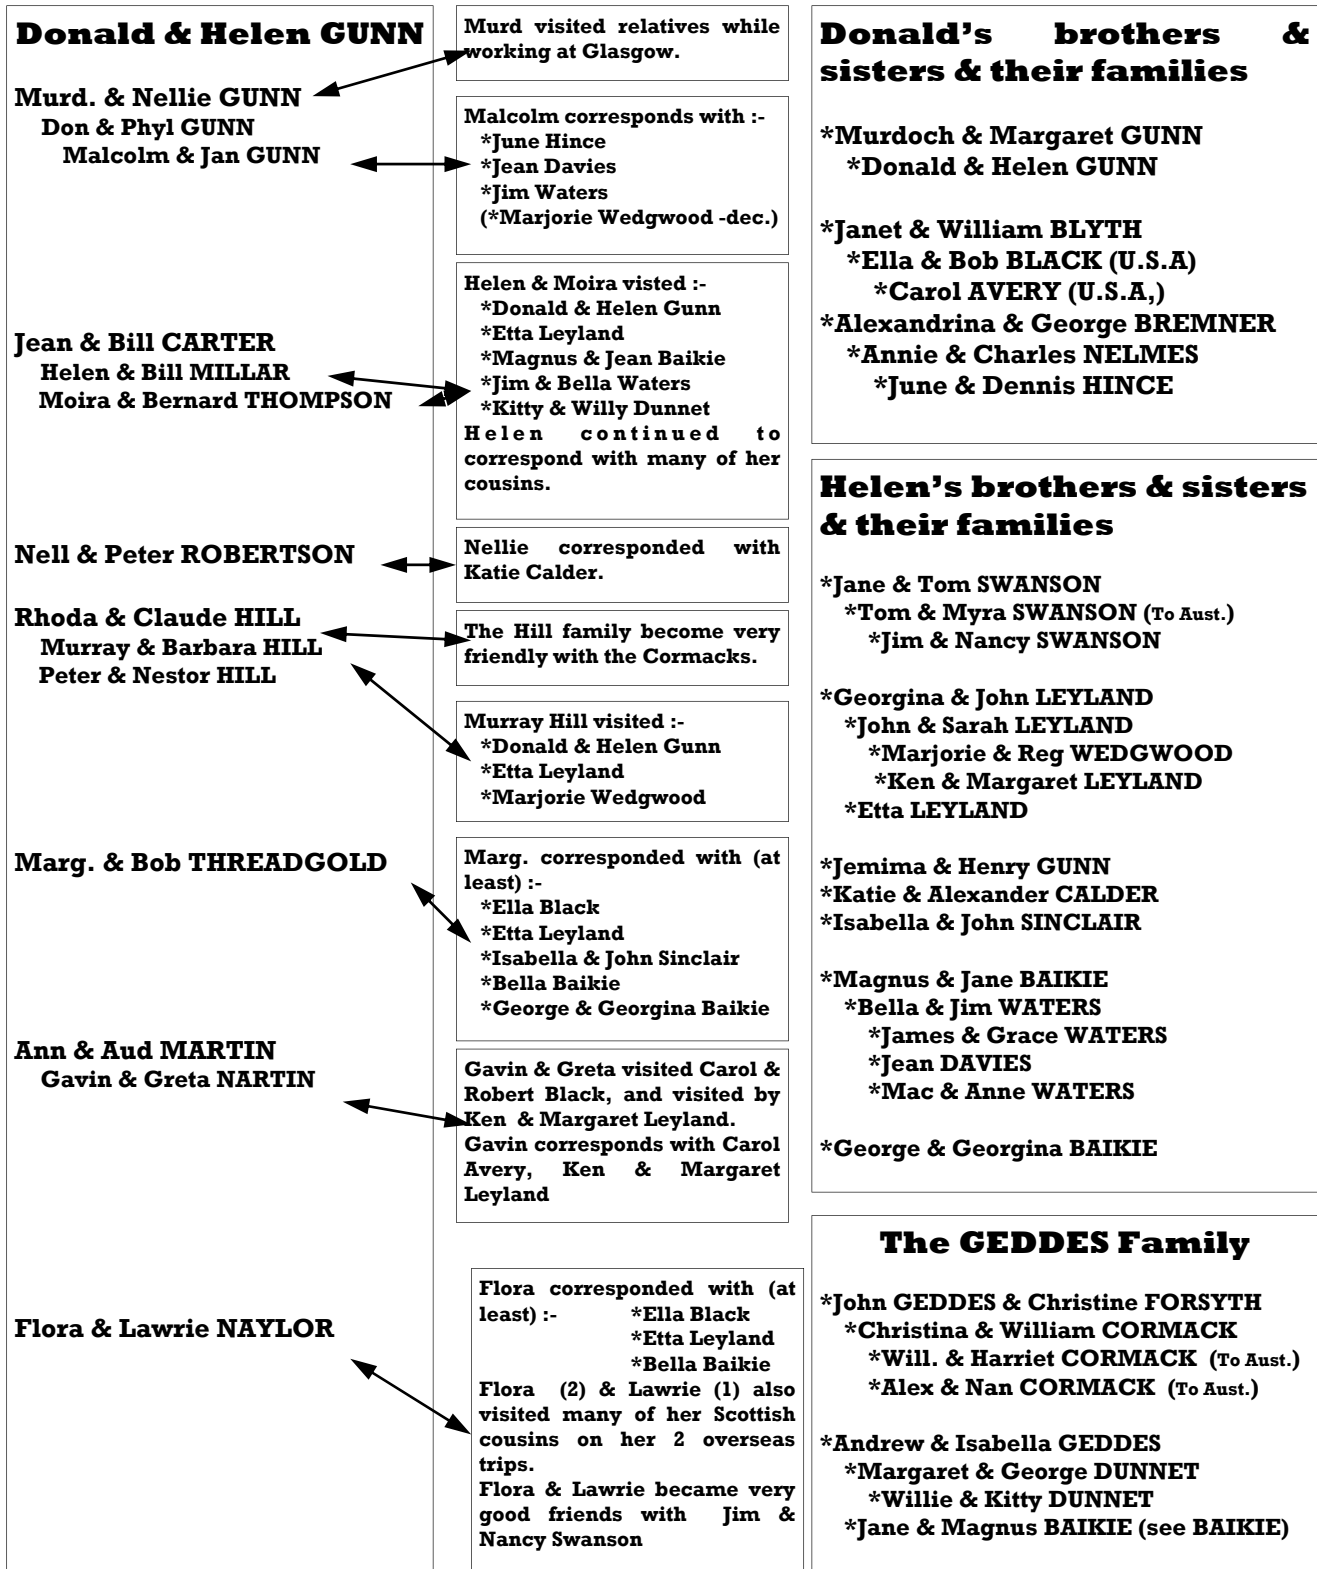 Donald & Helen GUNN
Murd. & Nellie GUNN
Don & Phyl GUNN
Malcolm & Jan GUNN
Jean & Bill CARTER
Helen & Bill MILLAR
Moira & Bernard THOMPSON
Nell & Peter ROBERTSON
Rhoda & Claude HILL
Murray & Barbara HILL
Peter & Nestor HILL
Marg. & Bob THREADGOLD
Ann & Aud MARTIN
Gavin & Greta NARTIN
Flora & Lawrie NAYLOR
Murd visited relatives while
working at Glasgow.
Malcolm corresponds with :-
*June Hince
*Jean Davies
*Jim Waters
(*Marjorie Wedgwood -dec.)
Helen & Moira visted :-
*Donald & Helen Gunn
*Etta Leyland
*Magnus & Jean Baikie
*Jim & Bella Waters
*Kitty & Willy Dunnet
Helen continued to
correspond with many of her
cousins.
Nellie corresponded with
Katie Calder.
The Hill family become very
friendly with the Cormacks.
Murray Hill visited :-
*Donald & Helen Gunn
*Etta Leyland
*Marjorie Wedgwood
Marg. corresponded with (at
least) :-
*Ella Black
*Etta Leyland
*Isabella & John Sinclair
*Bella Baikie
*George & Georgina Baikie
Gavin & Greta visited Carol &
Robert Black, and visited by
Ken & Margaret Leyland.
Gavin corresponds with Carol
Avery, Ken & Margaret
Leyland
Flora corresponded with (at
least) :- *Ella Black
*Etta Leyland
*Bella Baikie
Flora (2) & Lawrie (1) also
visited many of her Scottish
cousins on her 2 overseas
trips.
Flora & Lawrie became very
good friends with Jim &
Nancy Swanson
Donald's brothers &
sisters & their families
*Murdoch & Margaret GUNN
*Donald & Helen GUNN
*Janet & William BLYTH
*Ella & Bob BLACK (U.S.A)
*Carol AVERY (U.S.A,)
*Alexandrina & George BREMNER
*Annie & Charles NELMES
*June & Dennis HINCE
Helen's brothers & sisters
& their families
*Jane & Tom SWANSON
*Tom & Myra SWANSON (To Aust.)
*Jim & Nancy SWANSON
*Georgina & John LEYLAND
*John & Sarah LEYLAND
*Marjorie & Reg WEDGWOOD
*Ken & Margaret LEYLAND
*Etta LEYLAND
*Jemima & Henry GUNN
*Katie & Alexander CALDER
*Isabella & John SINCLAIR
*Magnus & Jane BAIKIE
*Bella & Jim WATERS
*James & Grace WATERS
*Jean DAVIES
*Mac & Anne WATERS
*George & Georgina BAIKIE
The GEDDES Family
*John GEDDES & Christine FORSYTH
*Christina & William CORMACK
*Will. & Harriet CORMACK (To Aust.)
*Alex & Nan CORMACK (To Aust.)
*Andrew & Isabella GEDDES
*Margaret & George DUNNET
*Willie & Kitty DUNNET
*Jane & Magnus BAIKIE (see BAIKIE)